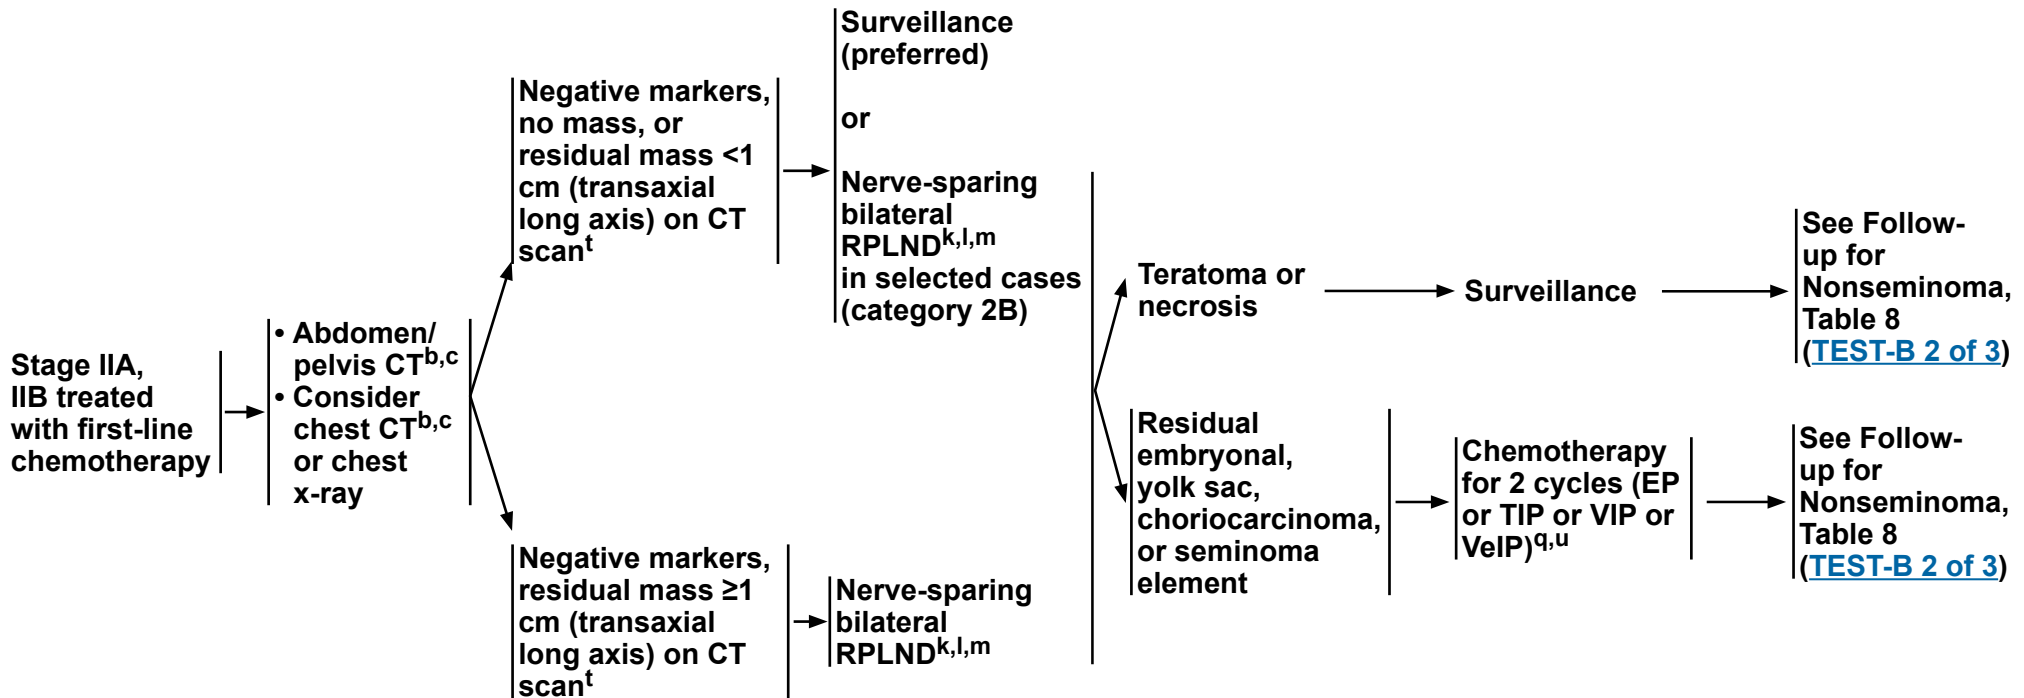 Stage IIA,
IIB treated
with first-line
chemotherapy
• Abdomen/
pelvis CTb,c
• Consider
chest CTb,c
or chest
x-ray
Negative markers,
no mass, or
residual mass <1
cm (transaxial
long axis) on CT
scant
Negative markers,
residual mass ≥1
cm (transaxial
long axis) on CT
scant
Surveillance
(preferred)
or
Nerve-sparing
bilateral
RPLNDk,l,m
in selected cases
(category 2B)
Nerve-sparing
bilateral
RPLNDk,l,m
Teratoma or
necrosis
Surveillance
See Follow-
up for
Nonseminoma,
Table 8
(TEST-B 2 of 3)
Residual
embryonal,
yolk sac,
choriocarcinoma,
or seminoma
element
Chemotherapy
for 2 cycles (EP
or TIP or VIP or
VeIP)q,u
See Follow-
up for
Nonseminoma,
Table 8
(TEST-B 2 of 3)